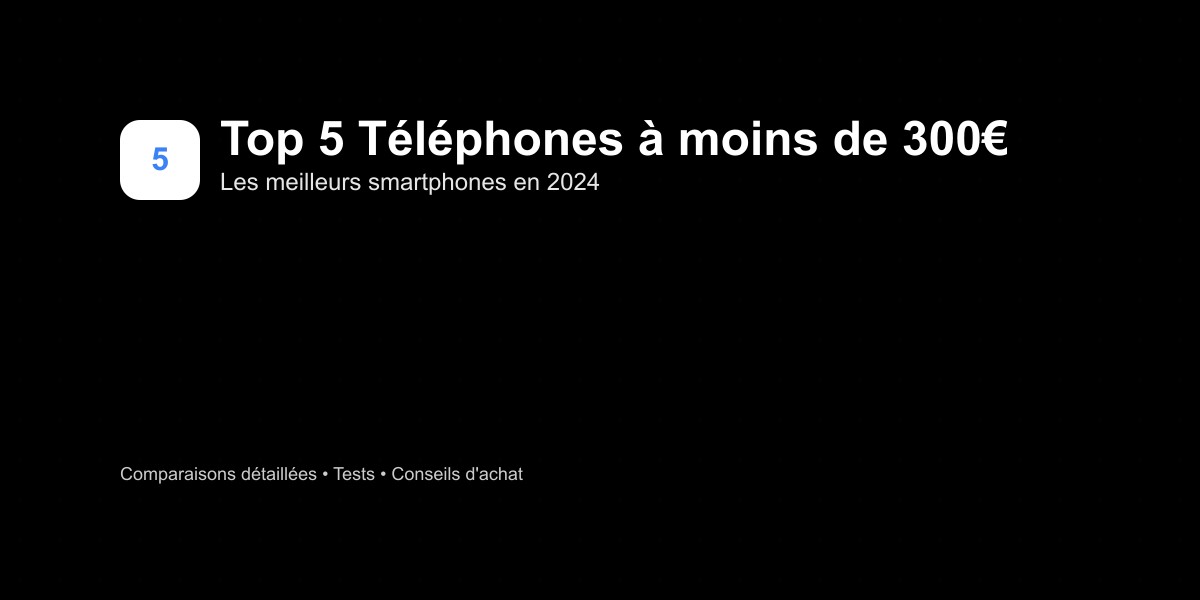 5
Top 5 Téléphones à moins de 300€
Les meilleurs smartphones en 2024
Comparaisons détaillées • Tests • Conseils d'achat